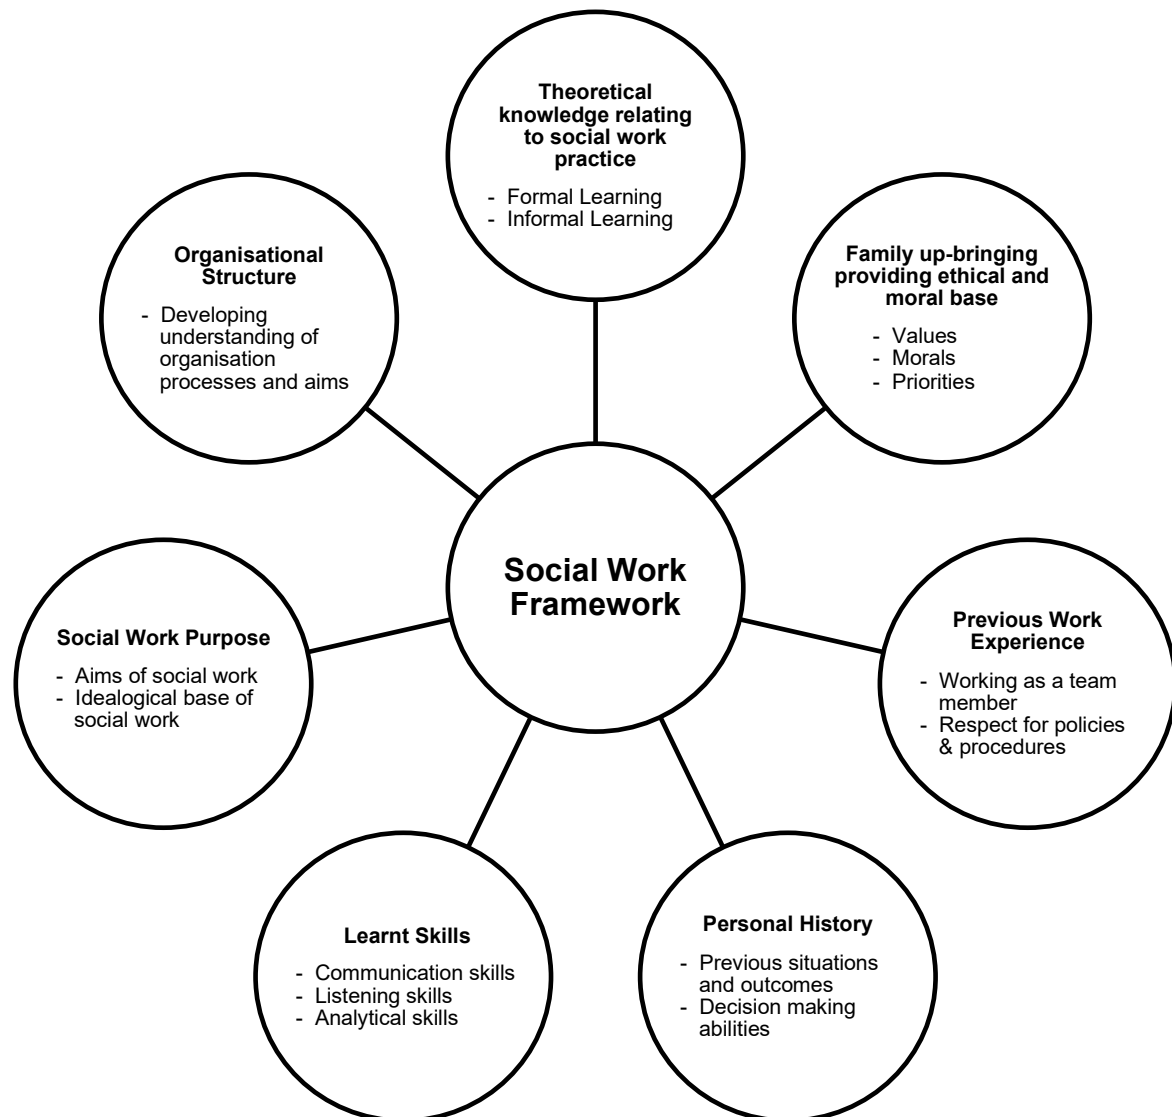 Theoretical
knowledge relating
to social work
practice
- Formal Learning
- Informal Learning
Organisational
Structure
- Developing
understanding of
organisation
processes and aims
Family up-bringing
providing ethical and
moral base
- Values
- Morals
- Priorities
Social Work
Framework
Social Work Purpose
- Aims of social work
- Idealogical base of
social work
Previous Work
Experience
- Working as a team
member
- Respect for policies
& procedures
Learnt Skills
- Communication skills
- Listening skills
- Analytical skills
Personal History
- Previous situations
and outcomes
- Decision making
abilities